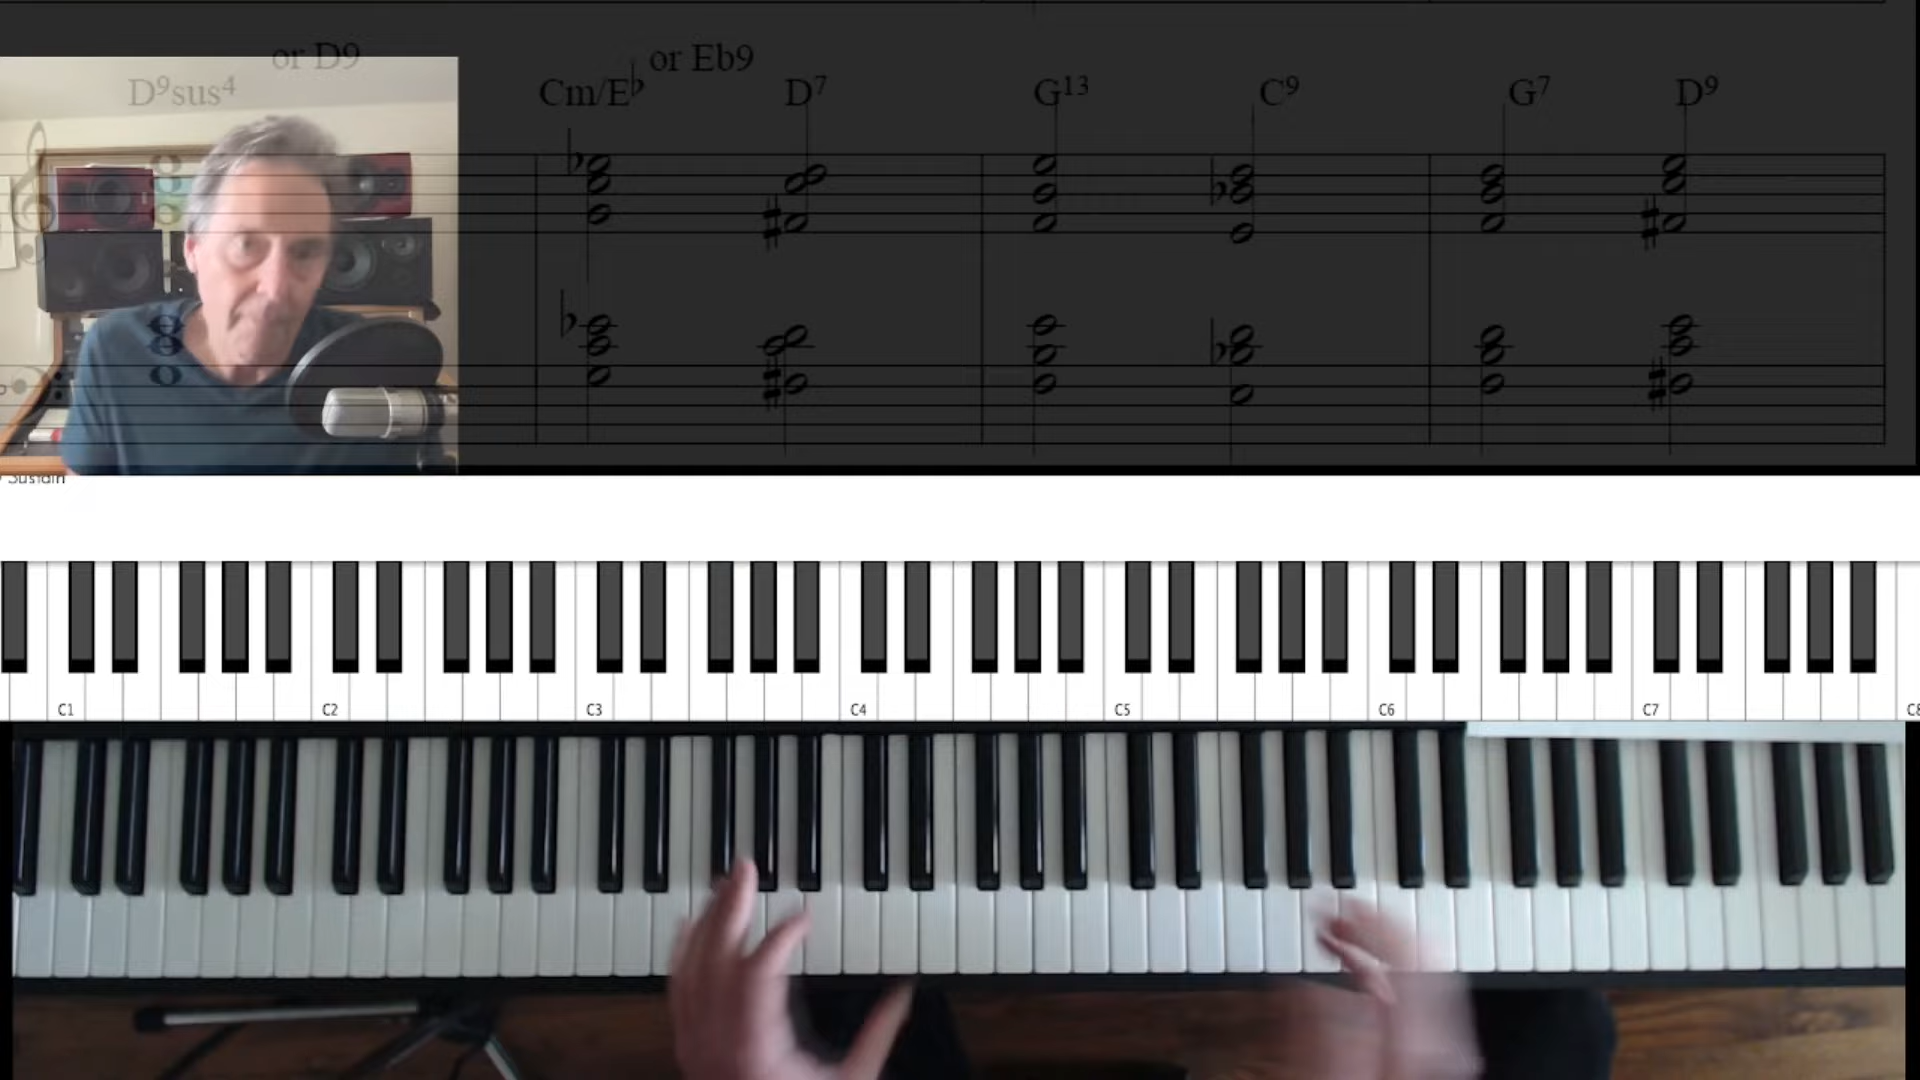 or D9 or Eb9
D9sus4 Cm/E♭ D7 G13 C9 G7 D9
Sustain
C1 C2 C3 C4 C5 C6 C7 C8